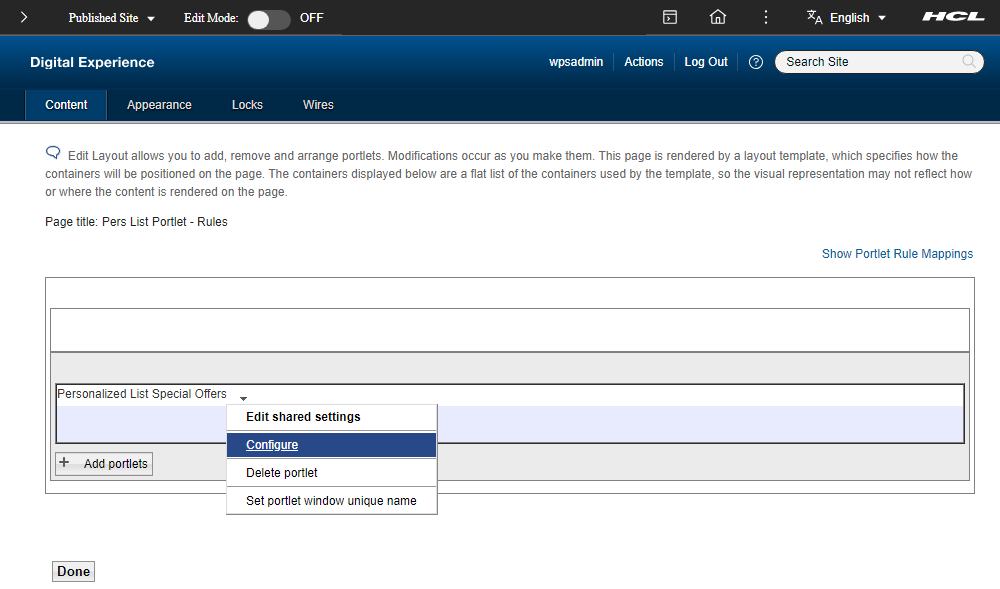 Published Site Edit Mode: OFF English HCL
Digital Experience wpsadmin Actions Log Out ? Search Site
Content Appearance Locks Wires
Edit Layout allows you to add, remove and arrange portlets. Modifications occur as you make them. This page is rendered by a layout template, which specifies how the
containers will be positioned on the page. The containers displayed below are a flat list of the containers used by the template, so the visual representation may not reflect how
or where the content is rendered on the page.
Page title: Pers List Portlet - Rules
Show Portlet Rule Mappings
Personalized List Special Offers
Edit shared settings
Configure
Add portlets
Delete portlet
Set portlet window unique name
Done